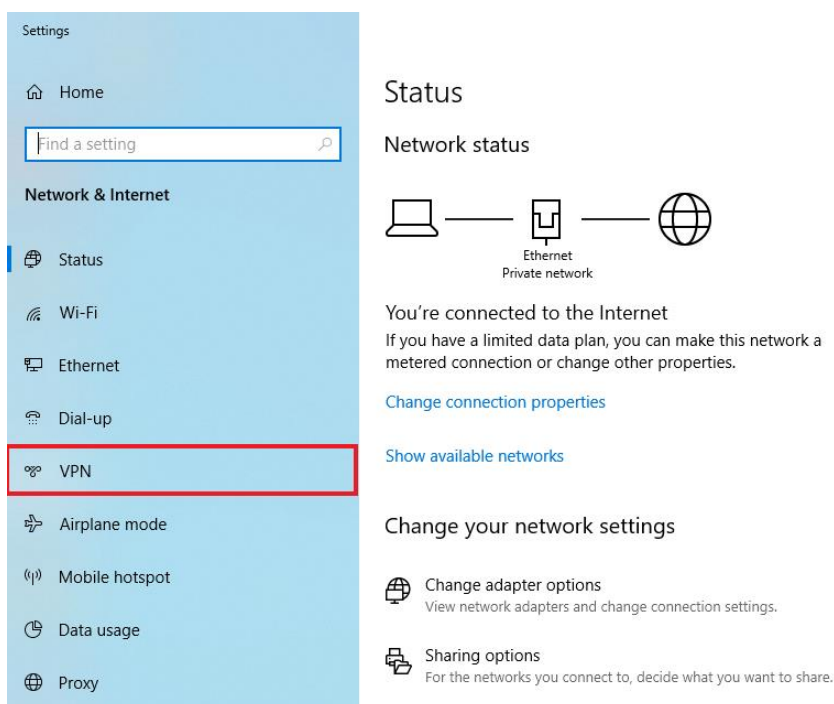 Settings
Home
Find a setting
Network & Internet
Status
Wi-Fi
Ethernet
Dial-up
VPN
Airplane mode
Mobile hotspot
Data usage
Proxy
Status
Network status
Ethernet
Private network
You're connected to the Internet
If you have a limited data plan, you can make this network a
metered connection or change other properties.
Change connection properties
Show available networks
Change your network settings
Change adapter options
View network adapters and change connection settings.
Sharing options
For the networks you connect to, decide what you want to share.